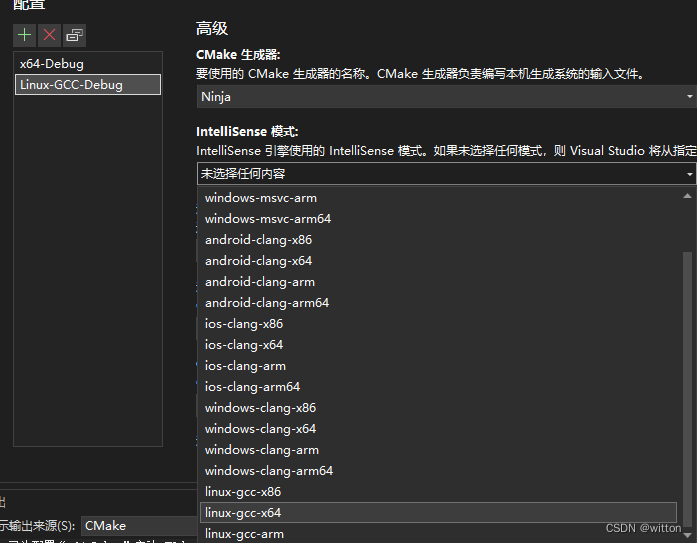 配置
x64-Debug
Linux-GCC-Debug
高级
CMake 生成器:
要使用的 CMake 生成器的名称。CMake 生成器负责编写本机生成系统的输入文件。
Ninja
IntelliSense 模式:
IntelliSense 引擎使用的 IntelliSense 模式。如果未选择任何模式，则 Visual Studio 将从指定
未选择任何内容
windows-msvc-arm
windows-msvc-arm64
android-clang-x86
android-clang-x64
android-clang-arm
android-clang-arm64
ios-clang-x86
ios-clang-x64
ios-clang-arm
ios-clang-arm64
windows-clang-x86
windows-clang-x64
windows-clang-arm
windows-clang-arm64
linux-gcc-x86
linux-gcc-x64
linux-gcc-arm
出
示输出来源(S): CMake
CSDN @witton